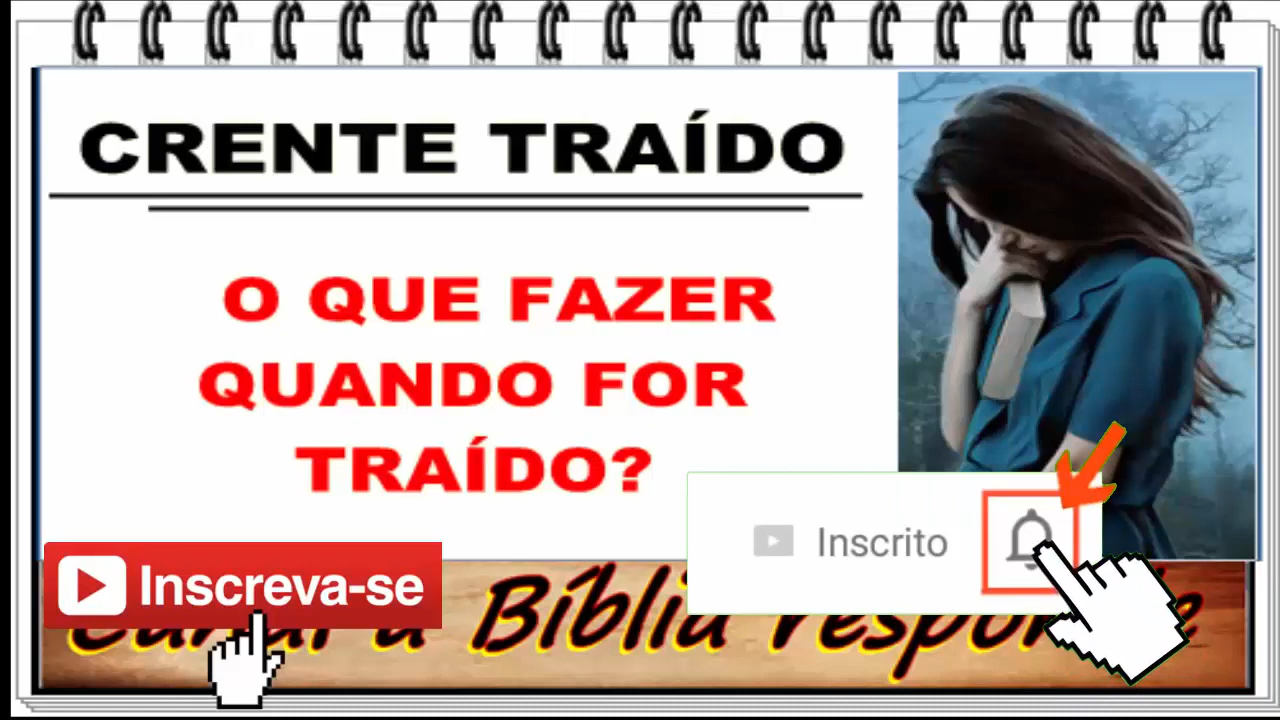 CRENTE TRAÍDO
O QUE FAZER
QUANDO FOR
TRAÍDO?
Inscrito
Inscreva-se
Bíblia